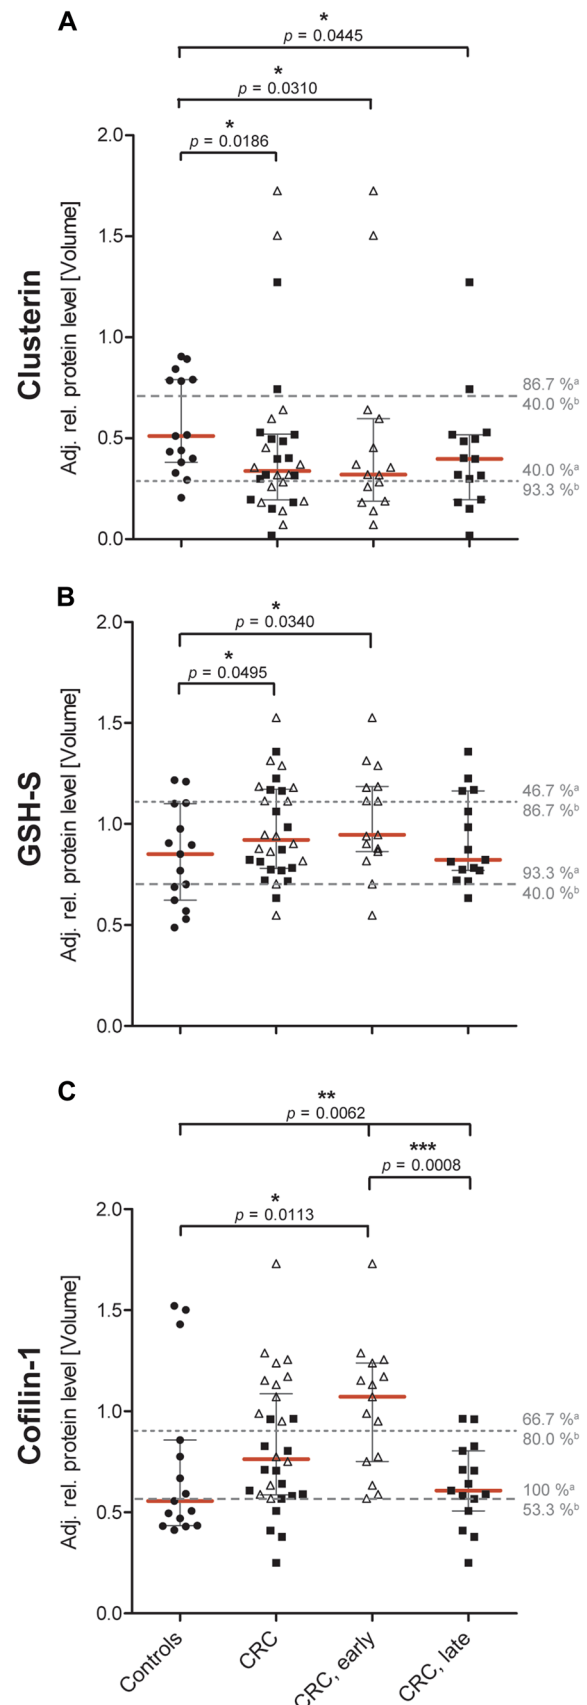 A
*
p = 0.0445
*
p = 0.0310
*
p = 0.0186
Clusterin
Adj. rel. protein level [Volume]
2.0
1.5
1.0
0.5
0.0
86.7 %a
40.0 %b
40.0 %a
93.3 %b
B
*
p = 0.0340
*
p = 0.0495
GSH-S
Adj. rel. protein level [Volume]
2.0
1.5
1.0
0.5
0.0
46.7 %a
86.7 %b
93.3 %a
40.0 %b
C
**
p = 0.0062
***
p = 0.0008
*
p = 0.0113
Cofilin-1
Adj. rel. protein level [Volume]
2.0
1.5
1.0
0.5
0.0
66.7 %a
80.0 %b
100 %a
53.3 %b
Controls
CRC
CRC, early
CRC, late